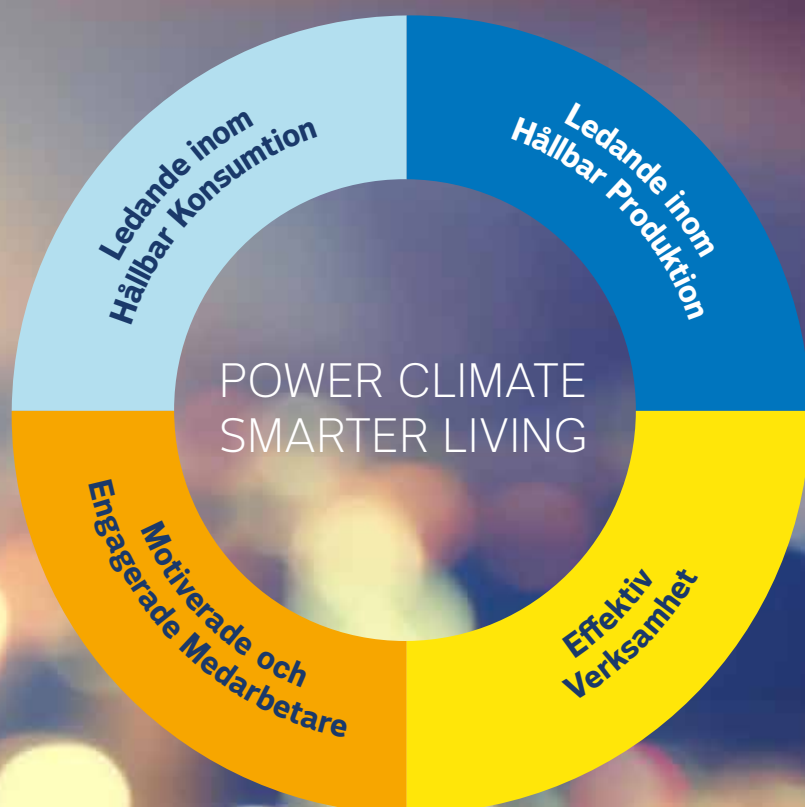 Ledande inom
Hållbar Konsumtion
Ledande inom
Hållbar Produktion
POWER CLIMATE
SMARTER LIVING
Motiverade och
Engagerade Medarbetare
Effektiv
Verksamhet